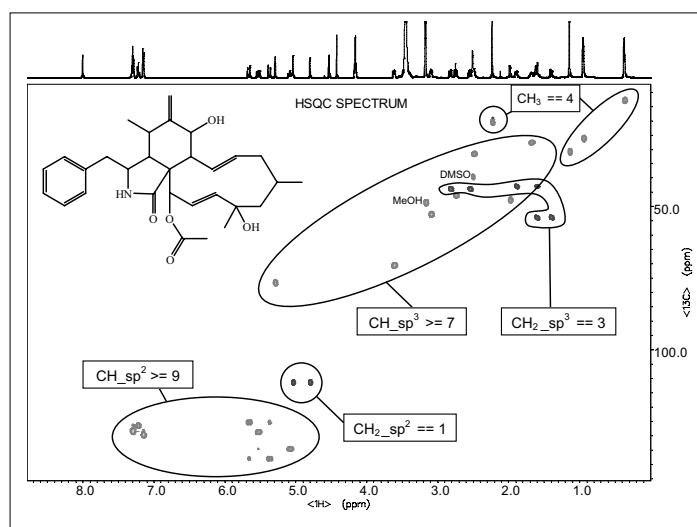 HSQC SPECTRUM
CH₃ == 4
OH
HN
O
O
OH
O
DMSO
MeOH
50.0
CH_sp³ >= 7
CH₂_sp³ == 3
<13C> (ppm)
100.0
CH_sp² >= 9
CH₂_sp² == 1
8.0 7.0 6.0 5.0 4.0 3.0 2.0 1.0 0
<1H> (ppm)